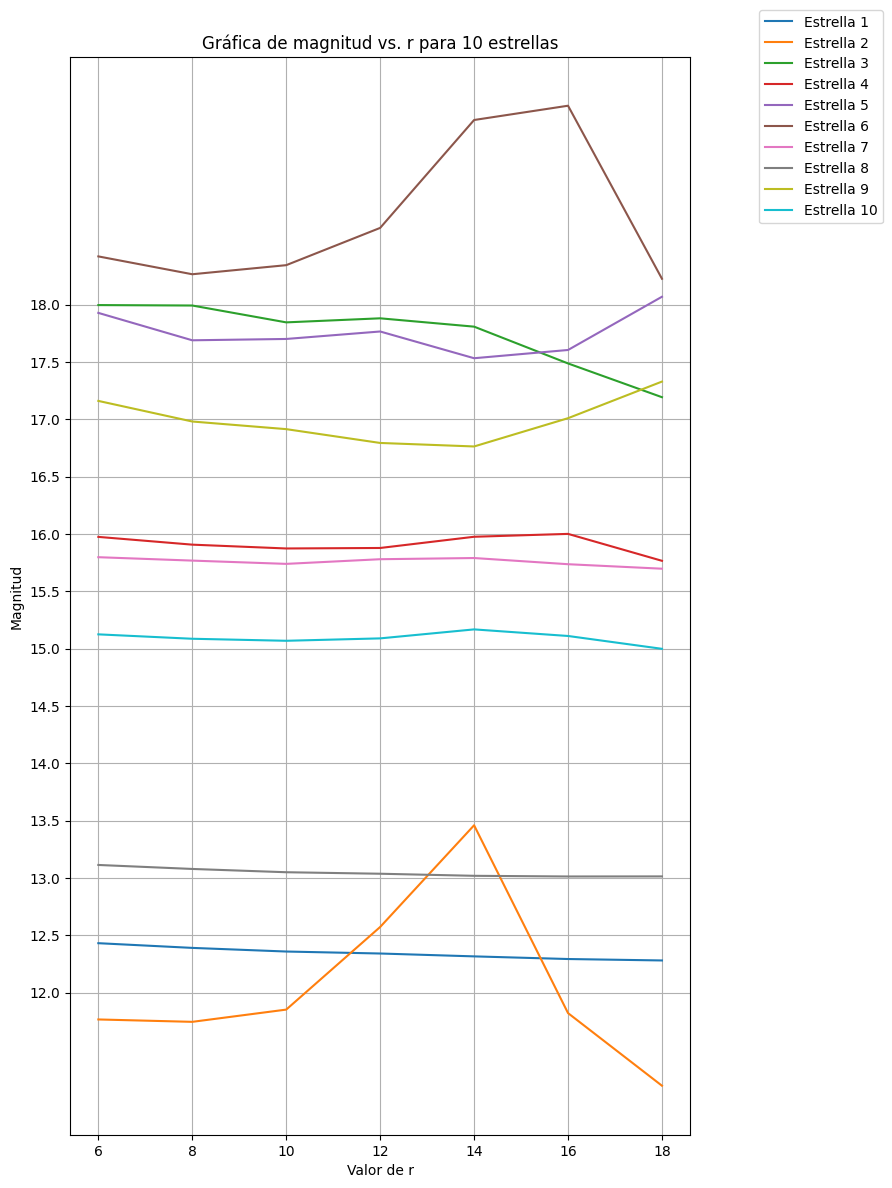 Gráfica de magnitud vs. r para 10 estrellas
Estrella 1
Estrella 2
Estrella 3
Estrella 4
Estrella 5
Estrella 6
Estrella 7
Estrella 8
Estrella 9
Estrella 10
Magnitud
18.0
17.5
17.0
16.5
16.0
15.5
15.0
14.5
14.0
13.5
13.0
12.5
12.0
6 8 10 12 14 16 18
Valor de r